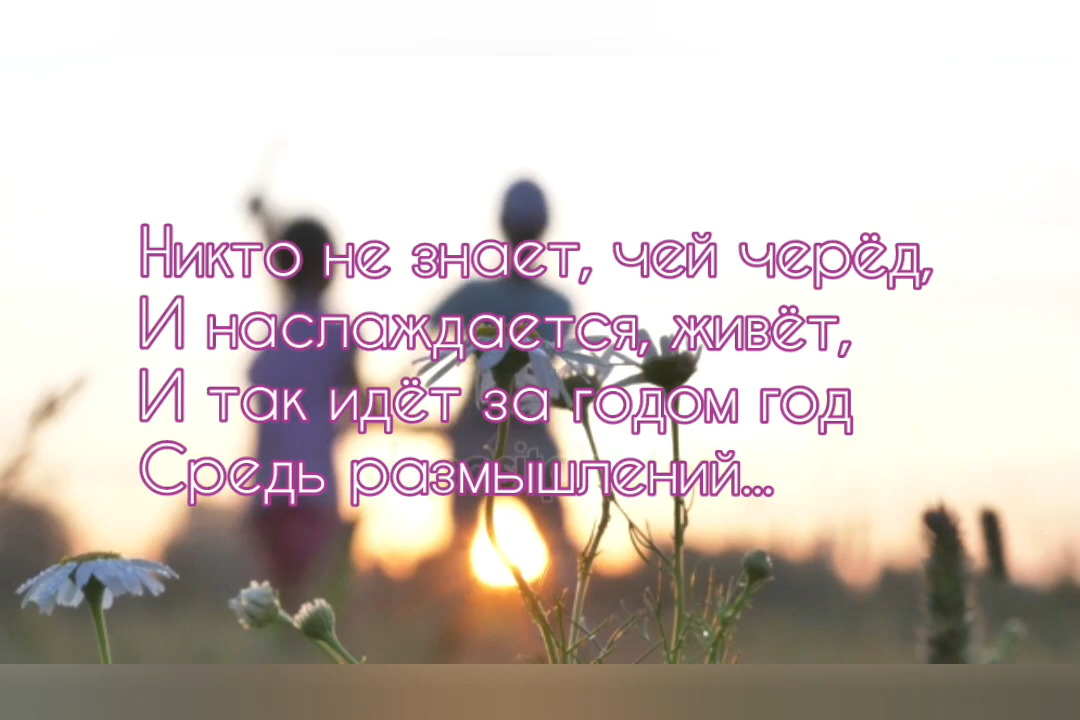 Никто не знает, чей черёд,
И наслаждается, живёт,
И так идёт за годом год
Средь размышлений...